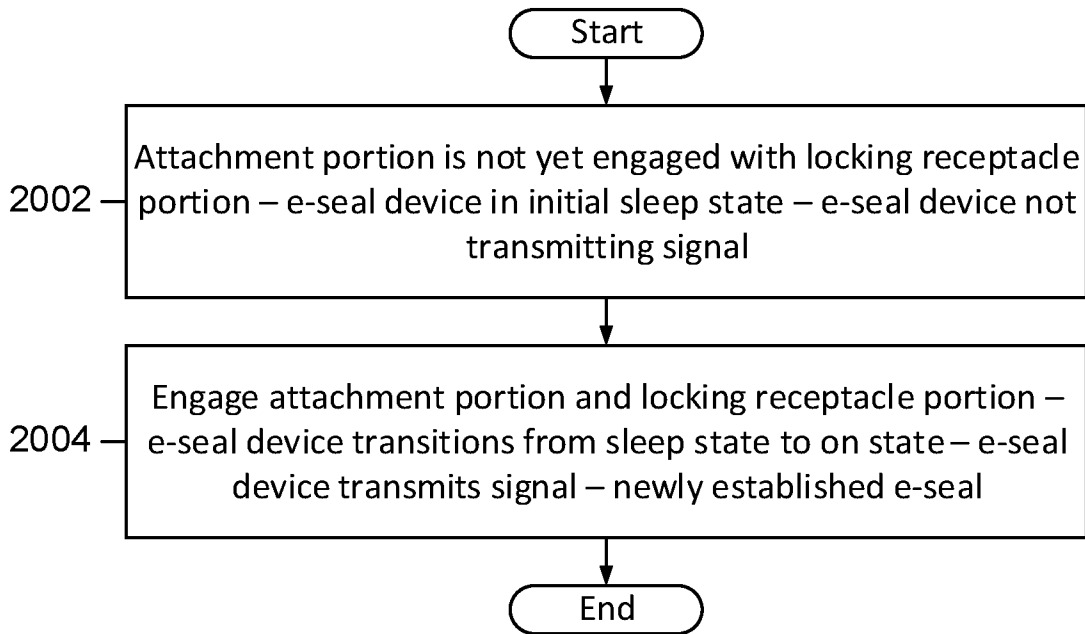 Start
2002
Attachment portion is not yet engaged with locking receptacle
portion – e-seal device in initial sleep state – e-seal device not
transmitting signal
2004
Engage attachment portion and locking receptacle portion –
e-seal device transitions from sleep state to on state – e-seal
device transmits signal – newly established e-seal
End